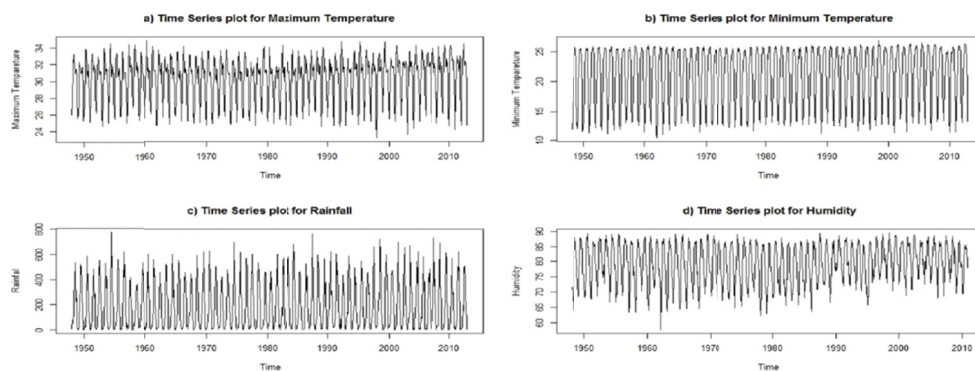 a) Time Series plot for Maximum Temperature
Maximum Temparature
34
32
30
28
26
24
1950 1960 1970 1980 1990 2000 2010
Time
b) Time Series plot for Minimum Temperature
Minimum Temparature
25
20
15
10
1950 1960 1970 1980 1990 2000 2010
Time
c) Time Series plot for Rainfall
Rainfall
800
600
400
200
0
1950 1960 1970 1980 1990 2000 2010
Time
d) Time Series plot for Humidity
Humidity
90
85
80
75
70
65
60
1950 1960 1970 1980 1990 2000 2010
Time